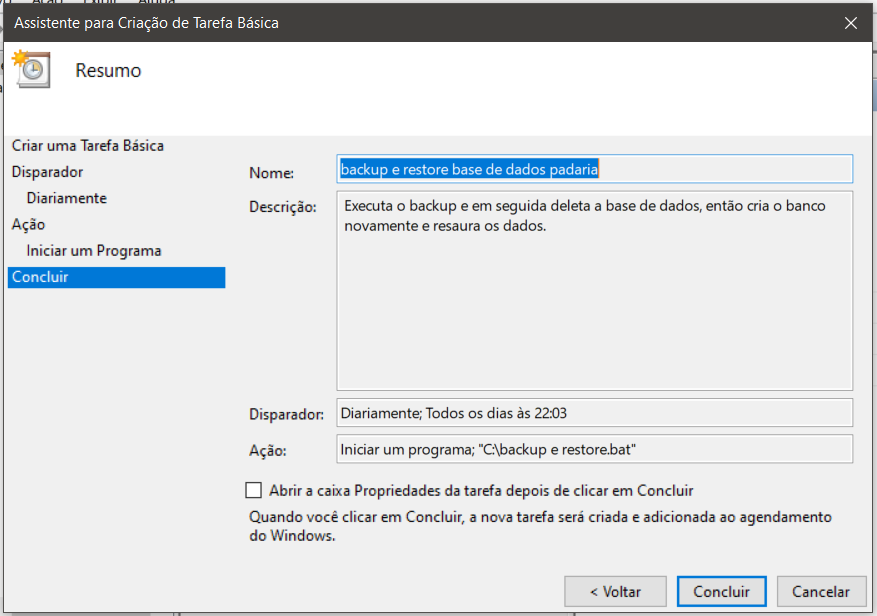 Assistente para Criação de Tarefa Básica
Resumo
Criar uma Tarefa Básica
Disparador
Diariamente
Ação
Iniciar um Programa
Concluir
Nome: backup e restore base de dados padaria
Descrição: Executa o backup e em seguida deleta a base de dados, então cria o banco
novamente e resaura os dados.
Disparador: Diariamente; Todos os dias às 22:03
Ação: Iniciar um programa; "C:\backup e restore.bat"
Abrir a caixa Propriedades da tarefa depois de clicar em Concluir
Quando você clicar em Concluir, a nova tarefa será criada e adicionada ao agendamento
do Windows.
< Voltar Concluir Cancelar